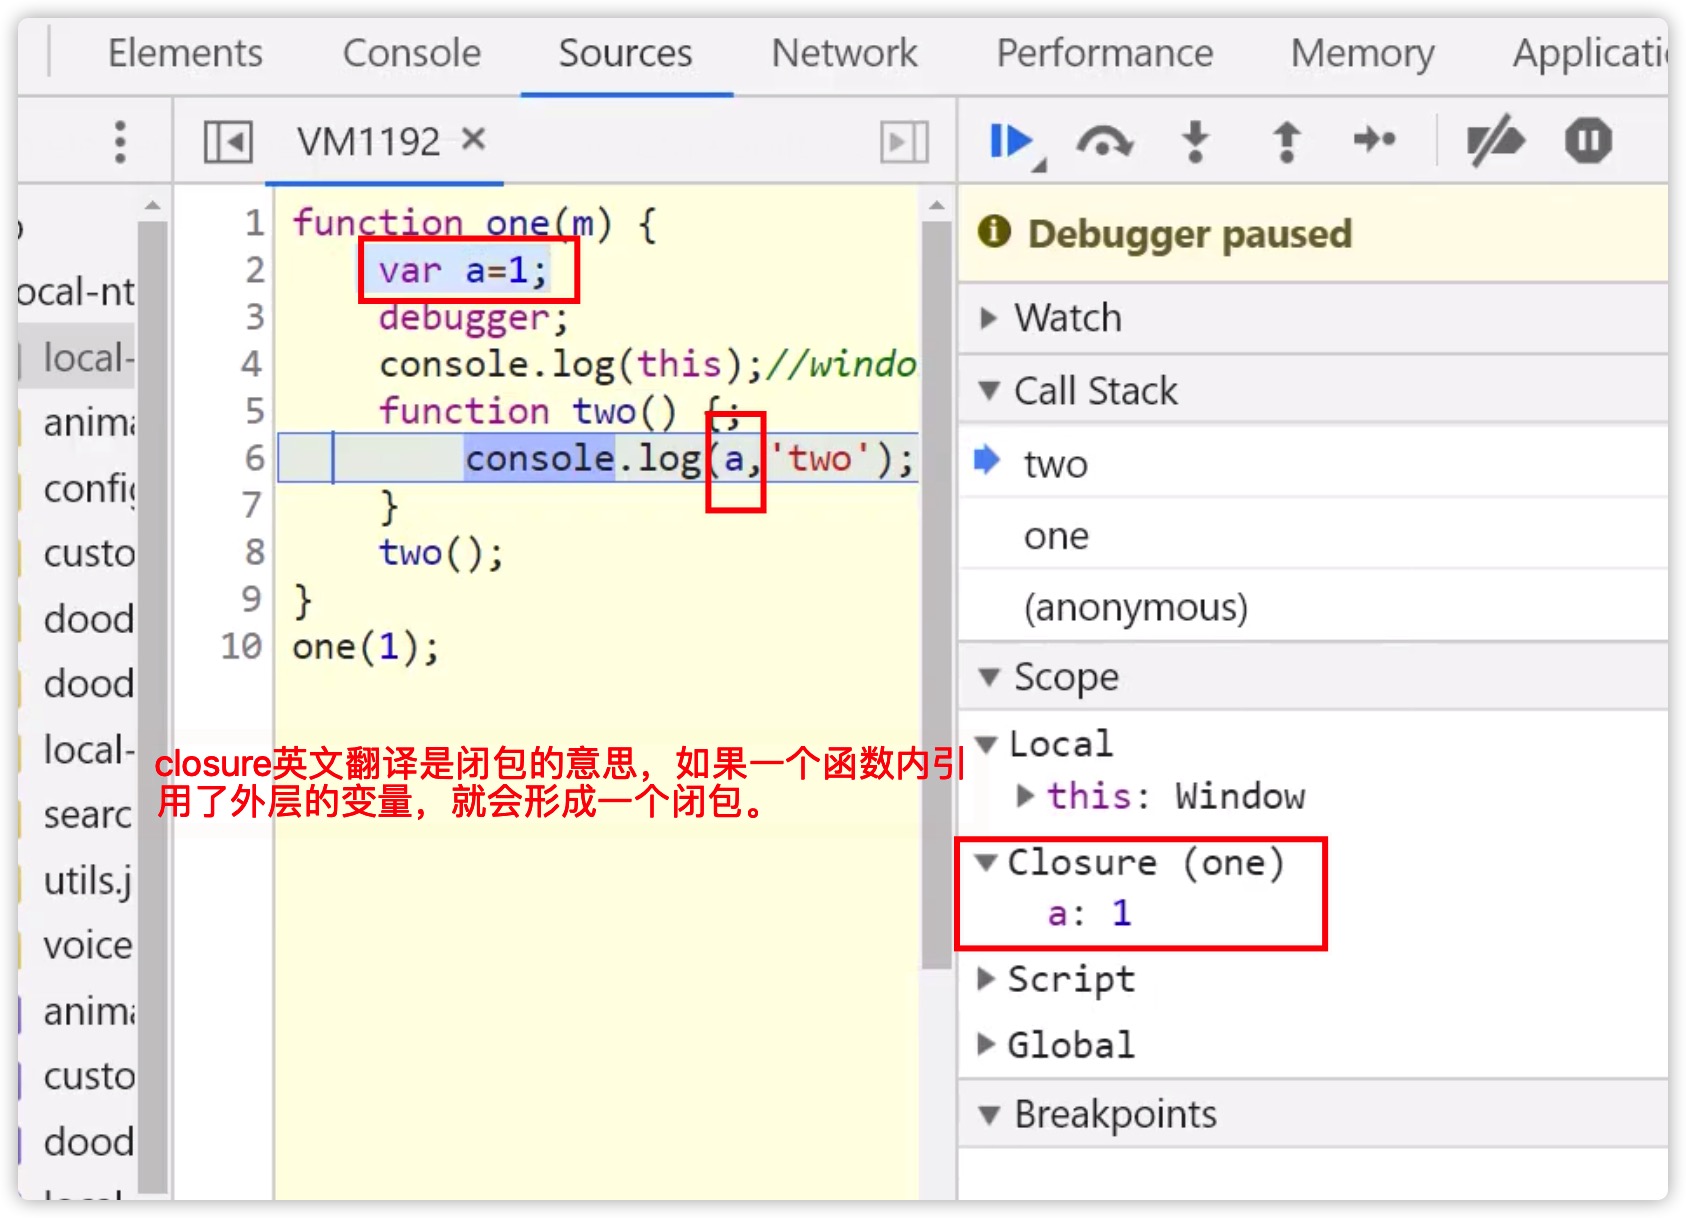 Elements Console Sources Network Performance Memory Applicati
VM1192 ×
ocal-nt
local-
anima
config
custo
dood
dood
local-
searc
utils.j
voice
anima
custo
dood
1 function one(m) {
2 var a=1;
3 debugger;
4 console.log(this);//windo
5 function two() {;
6 console.log(a,'two');
7 }
8 two();
9 }
10 one(1);
closure英文翻译是闭包的意思，如果一个函数内引
用了外层的变量，就会形成一个闭包。
Debugger paused
Watch
Call Stack
two
one
(anonymous)
Scope
Local
this: Window
Closure (one)
a: 1
Script
Global
Breakpoints